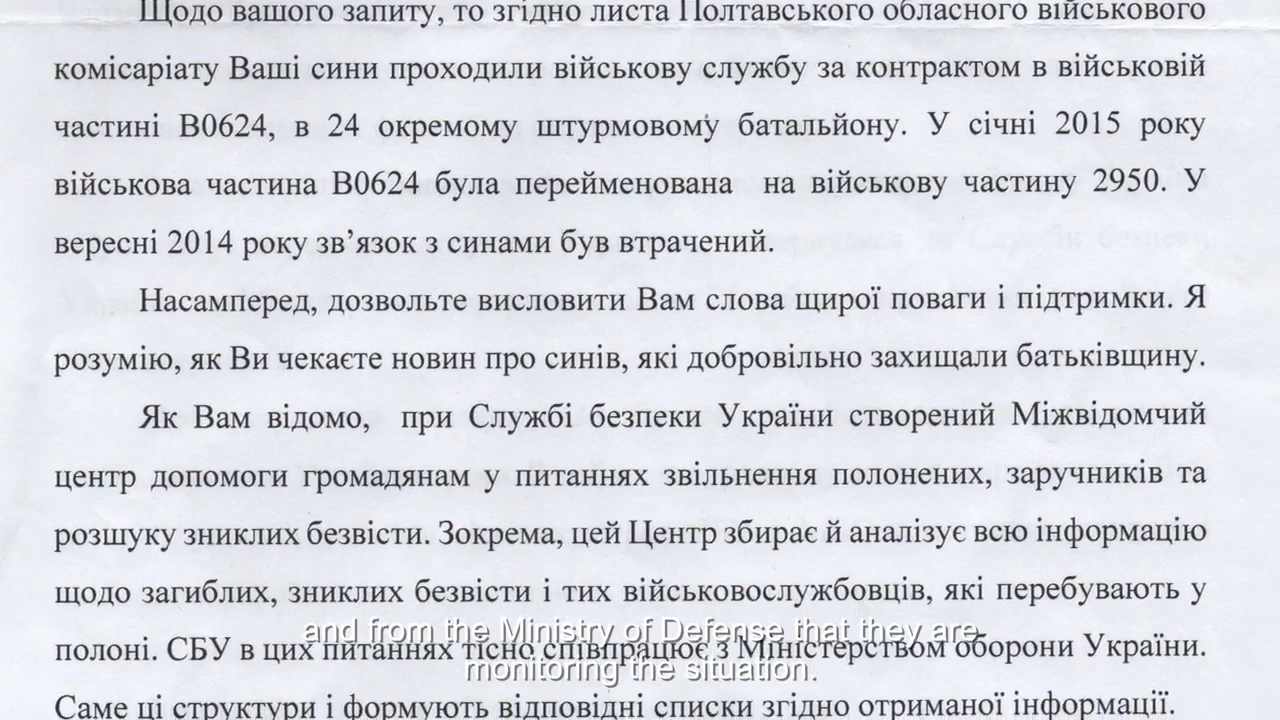 Щодо вашого запиту, то згідно листа Полтавського обласного військового
комісаріату Ваші сини проходили військову службу за контрактом в військовій
частині В0624, в 24 окремому штурмовому батальйону. У січні 2015 року
військова частина В0624 була перейменована на військову частину 2950. У
вересні 2014 року зв’язок з синами був втрачений.
Насамперед, дозвольте висловити Вам слова щирої поваги і підтримки. Я
розумію, як Ви чекаєте новин про синів, які добровільно захищали батьківщину.
Як Вам відомо, при Службі безпеки України створений Міжвідомчий
центр допомоги громадянам у питаннях звільнення полонених, заручників та
розшуку зниклих безвісти. Зокрема, цей Центр збирає й аналізує всю інформацію
щодо загиблих, зниклих безвісти і тих військовослужбовців, які перебувають у
and from the Ministry of Defense that they are
полоні. СБУ в цих питаннях тісно співпрацює з Міністерством оборони України.
monitoring the situation.
Саме ці структури і формують відповідні списки згідно отриманої інформації.